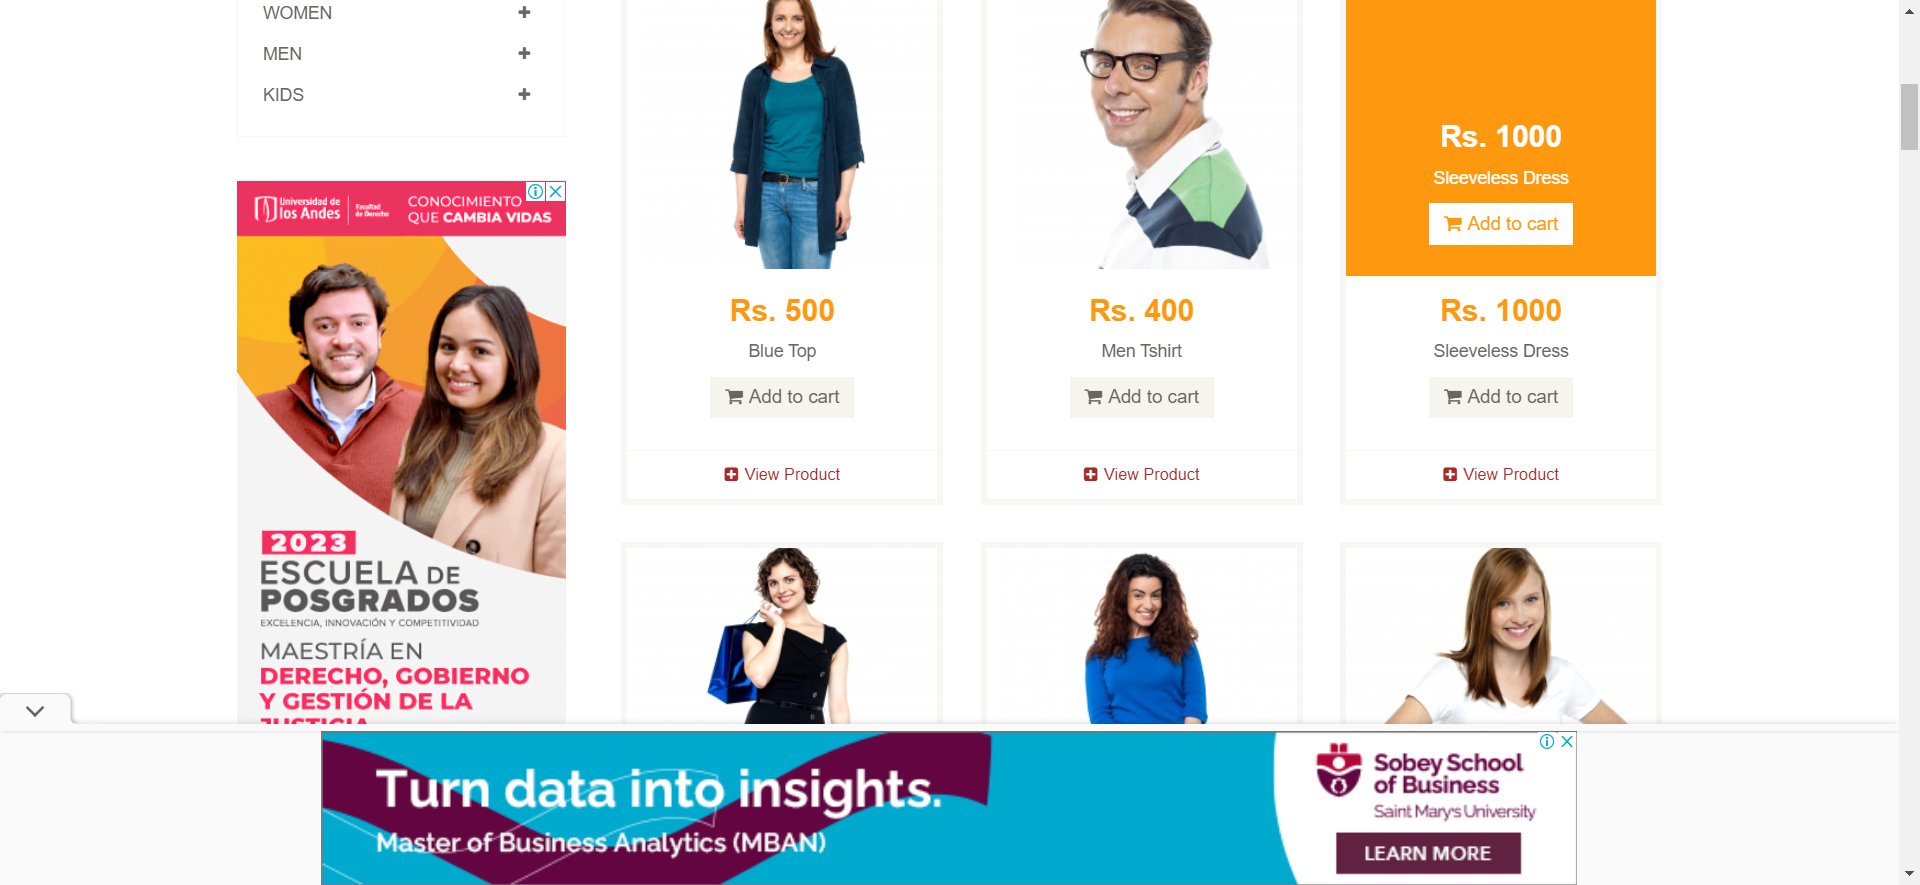 WOMEN
MEN
KIDS
Rs. 1000
Sleeveless Dress
Add to cart
Universidad de
los Andes
Facultad
de Derecho
CONOCIMIENTO
QUE CAMBIA VIDAS
Rs. 500
Blue Top
Add to cart
View Product
Rs. 400
Men Tshirt
Add to cart
View Product
Rs. 1000
Sleeveless Dress
Add to cart
View Product
2023
ESCUELA DE
POSGRADOS
EXCELENCIA, INNOVACIÓN Y COMPETITIVIDAD
MAESTRÍA EN
DERECHO, GOBIERNO
Y GESTIÓN DE LA
JUSTICIA
Turn data into insights.
Master of Business Analytics (MBAN)
Sobey School
of Business
Saint Mary's University
LEARN MORE